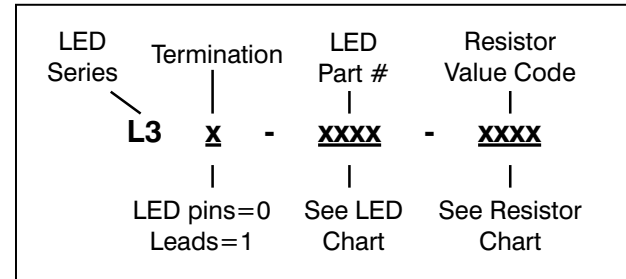 LED Series
Termination
LED Part #
Resistor Value Code
L3 x - xxxx - xxxx
LED pins=0
Leads=1
See LED Chart
See Resistor Chart